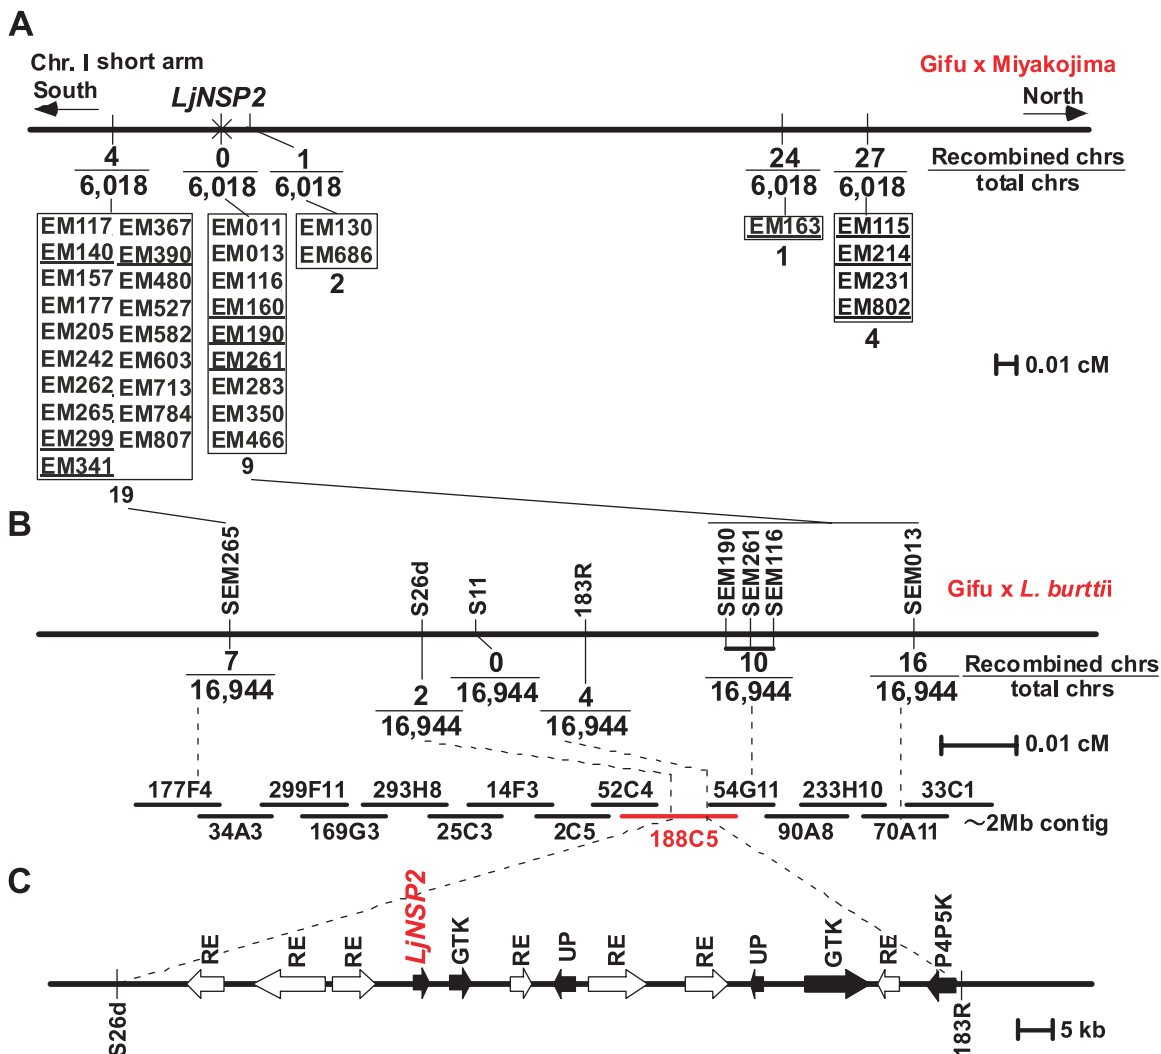 A
Chr. I short arm
South
LjNSP2
Gifu x Miyakojima
North
4
6,018
0
6,018
1
6,018
24
6,018
27
6,018
Recombined chrs
total chrs
EM117 EM367
EM140 EM390
EM157 EM480
EM177 EM527
EM205 EM582
EM242 EM603
EM262 EM713
EM265 EM784
EM299 EM807
EM341
19
EM011
EM013
EM116
EM160
EM190
EM261
EM283
EM350
EM466
9
EM130
EM686
2
EM163
1
EM115
EM214
EM231
EM802
4
0.01 cM
B
SEM265
S26d
S11
183R
SEM190
SEM261
SEM116
SEM013
Gifu x L. burttii
7
16,944
2
16,944
0
16,944
4
16,944
10
16,944
16
16,944
Recombined chrs
total chrs
0.01 cM
177F4 299F11 293H8 14F3 52C4 54G11 233H10 33C1
34A3 169G3 25C3 2C5 188C5 90A8 70A11 ~2Mb contig
C
RE
RE
RE
LjNSP2
GTK
RE
UP
RE
RE
UP
GTK
RE
P4P5K
S26d
183R
5 kb